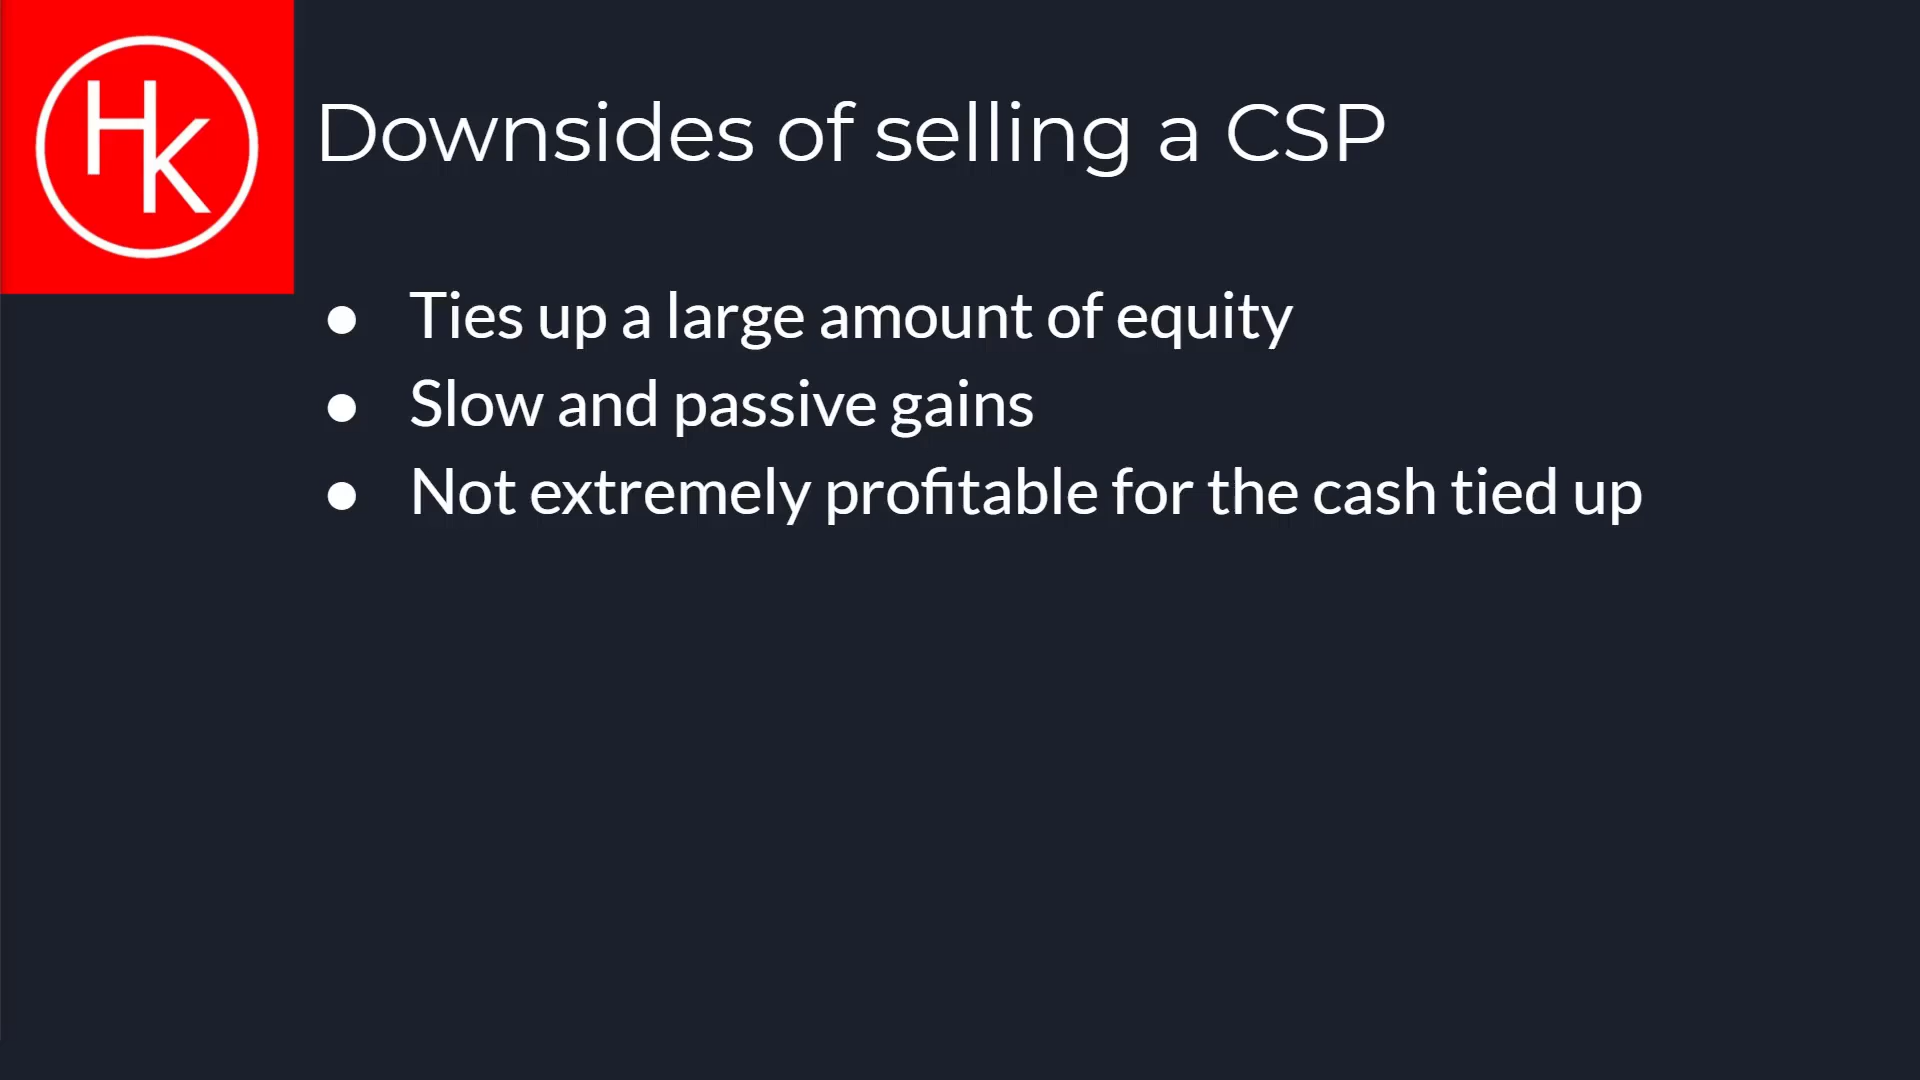 HK
Downsides of selling a CSP
● Ties up a large amount of equity
● Slow and passive gains
● Not extremely profitable for the cash tied up